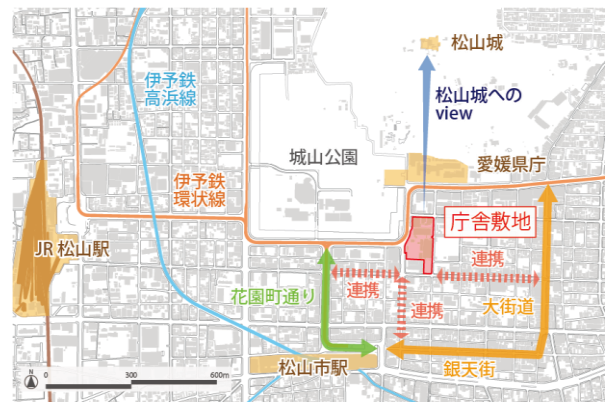 松山城
伊予鉄
高浜線
松山城への
view
城山公園
愛媛県庁
伊予鉄
環状線
庁舎敷地
JR 松山駅
連携
連携
花園町通り
連携
大街道
松山市駅
銀天街
N
0 300 600m